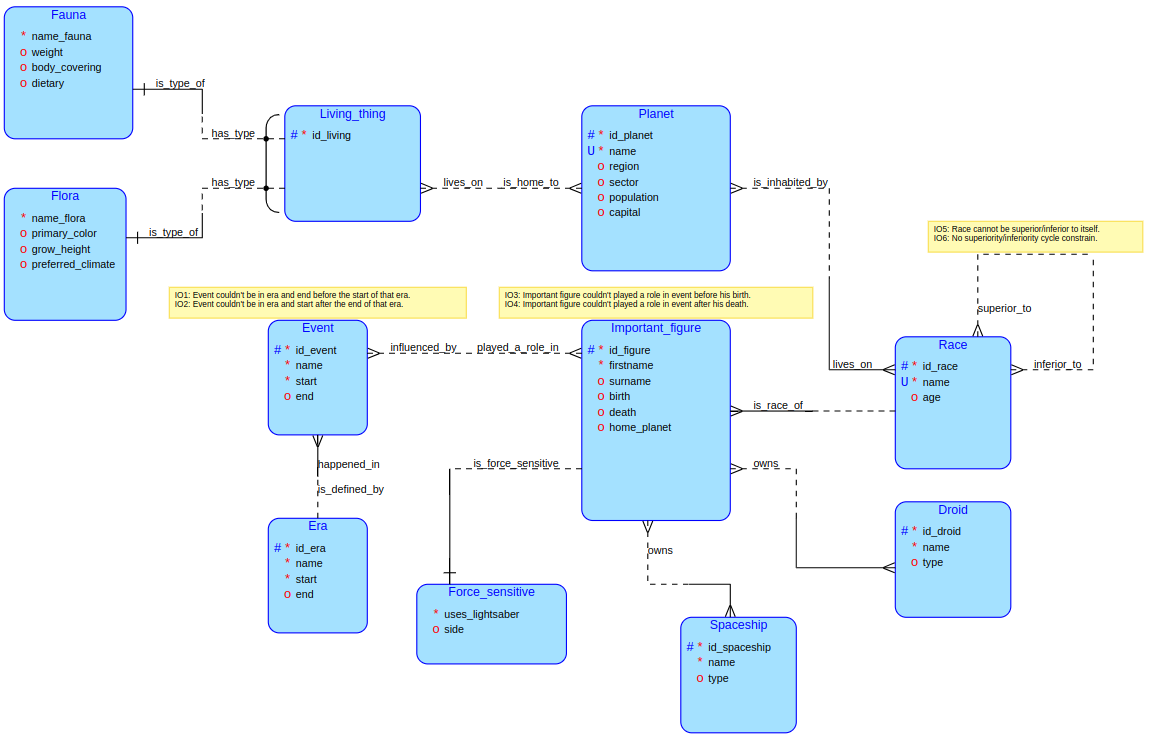 Fauna
* name_fauna
o weight
o body_covering
o dietary
is_type_of
has_type
Living_thing
# * id_living
Planet
# * id_planet
U * name
o region
o sector
o population
o capital
has_type
lives_on
is_home_to
is_inhabited_by
Flora
* name_flora
o primary_color
o grow_height
o preferred_climate
is_type_of
IO5: Race cannot be superior/inferior to itself.
IO6: No superiority/inferiority cycle constrain.
IO1: Event couldn't be in era and end before the start of that era.
IO2: Event couldn't be in era and start after the end of that era.
IO3: Important figure couldn't played a role in event before his birth.
IO4: Important figure couldn't played a role in event after his death.
superior_to
Event
# * id_event
* name
* start
o end
influenced_by
played_a_role_in
Important_figure
# * id_figure
* firstname
o surname
o birth
o death
o home_planet
lives_on
Race
# * id_race
U * name
o age
inferior_to
is_race_of
happened_in
is_defined_by
is_force_sensitive
owns
Era
# * id_era
* name
* start
o end
Droid
# * id_droid
* name
o type
owns
Force_sensitive
* uses_lightsaber
o side
Spaceship
# * id_spaceship
* name
o type